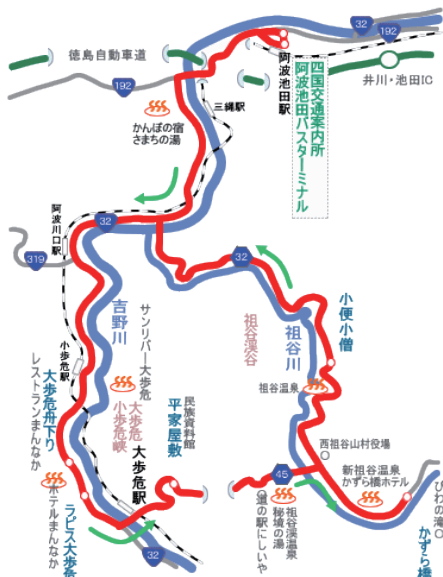 32
192
徳島自動車道
192
阿波池田駅
四国交通案内所
阿波池田バスターミナル
井川・池田IC
三縄駅
かんぽの宿
さまちの湯
阿波川口駅
32
319
32
吉野川
サンリバー大歩危
祖谷渓谷
祖谷川
小便小僧
小歩危駅
祖谷温泉
大歩危舟下り
レストランまんなか
大歩危
小歩危峡
大歩危駅
民族資料館
平家屋敷
西祖谷山村役場
45
新祖谷温泉
かずら橋ホテル
ホテルまんなか
ラピス大歩危
道の駅にしいや
祖谷渓温泉
秘境の湯
びわの滝
かずら橋
32